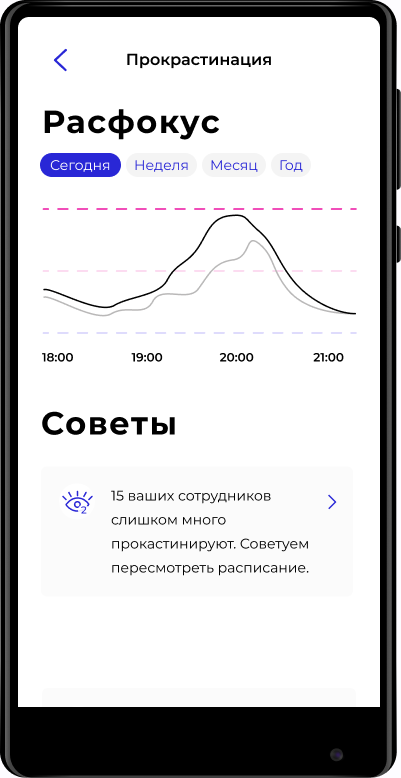 Прокрастинация
Расфокус
Сегодня Неделя Месяц Год
18:00 19:00 20:00 21:00
Советы
2
15 ваших сотрудников
слишком много
прокастинируют. Советуем
пересмотреть расписание.